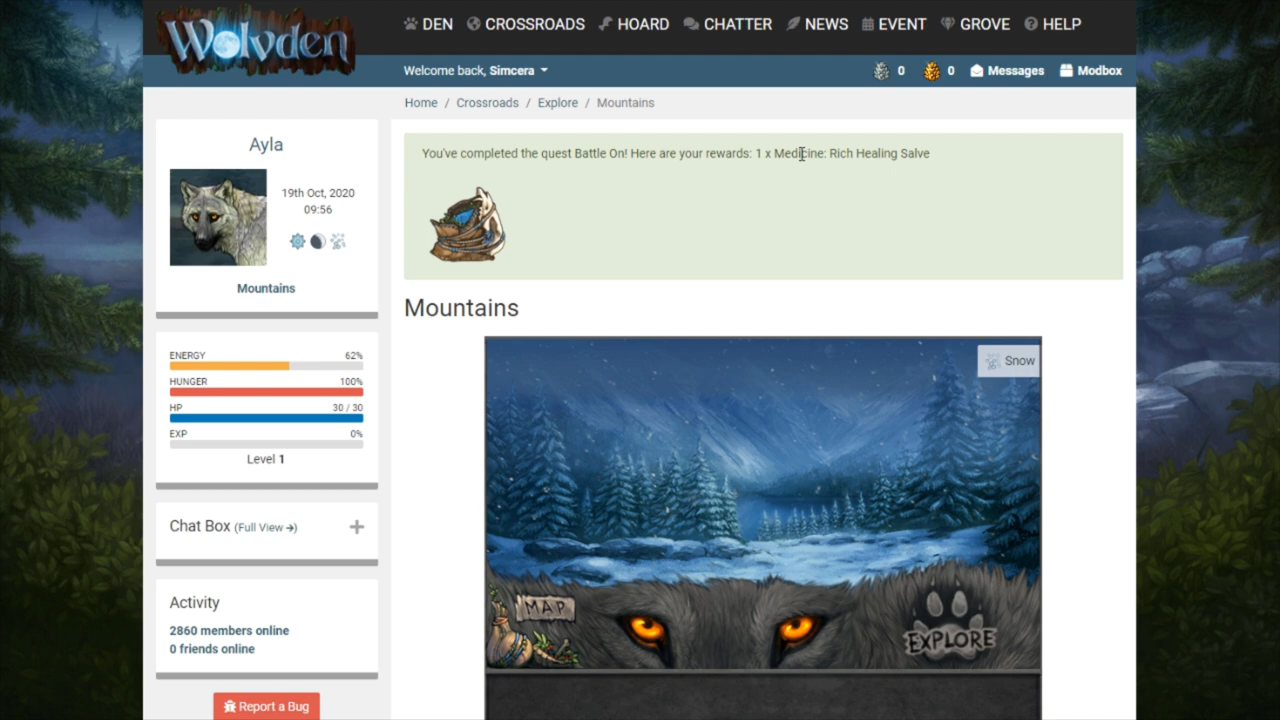 Wolvden
DEN CROSSROADS HOARD CHATTER NEWS EVENT GROVE HELP
Welcome back, Simcera
0 0 Messages Modbox
Home / Crossroads / Explore / Mountains
Ayla
19th Oct, 2020
09:56
Mountains
ENERGY 62%
HUNGER 100%
HP 30 / 30
EXP 0%
Level 1
Chat Box (Full View →)
Activity
2860 members online
0 friends online
Report a Bug
You've completed the quest Battle On! Here are your rewards: 1 x Medicine: Rich Healing Salve
Mountains
Snow
MAP
EXPLORE